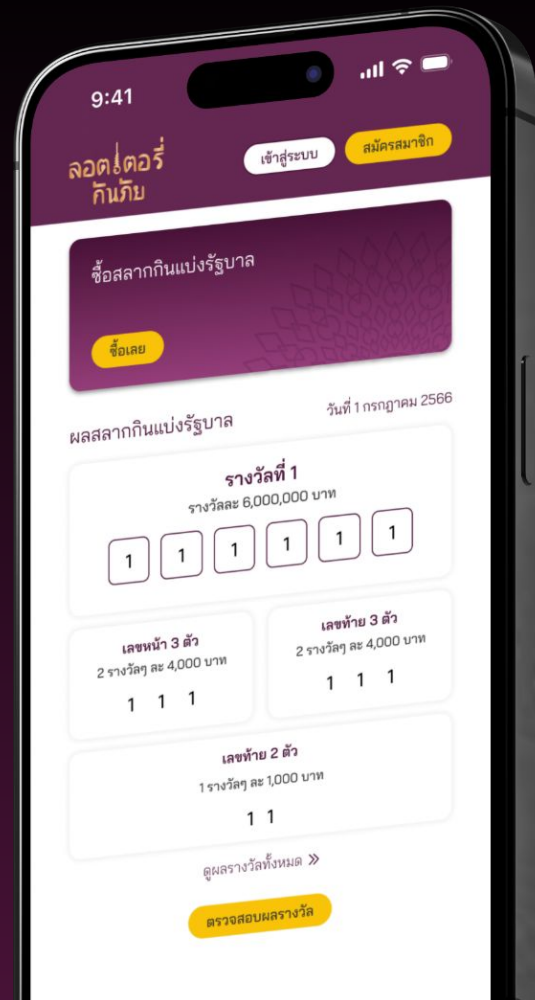 9:41
ลอตเตอรี่
กันภัย
เข้าสู่ระบบ
สมัครสมาชิก
ซื้อสลากกินแบ่งรัฐบาล
ซื้อเลย
ผลสลากกินแบ่งรัฐบาล
วันที่ 1 กรกฎาคม 2566
รางวัลที่ 1
รางวัลละ 6,000,000 บาท
1 1 1 1 1 1
เลขหน้า 3 ตัว
2 รางวัลๆ ละ 4,000 บาท
1 1 1
เลขท้าย 3 ตัว
2 รางวัลๆ ละ 4,000 บาท
1 1 1
เลขท้าย 2 ตัว
1 รางวัลๆ ละ 1,000 บาท
1 1
ดูผลรางวัลทั้งหมด »
ตรวจสอบผลรางวัล